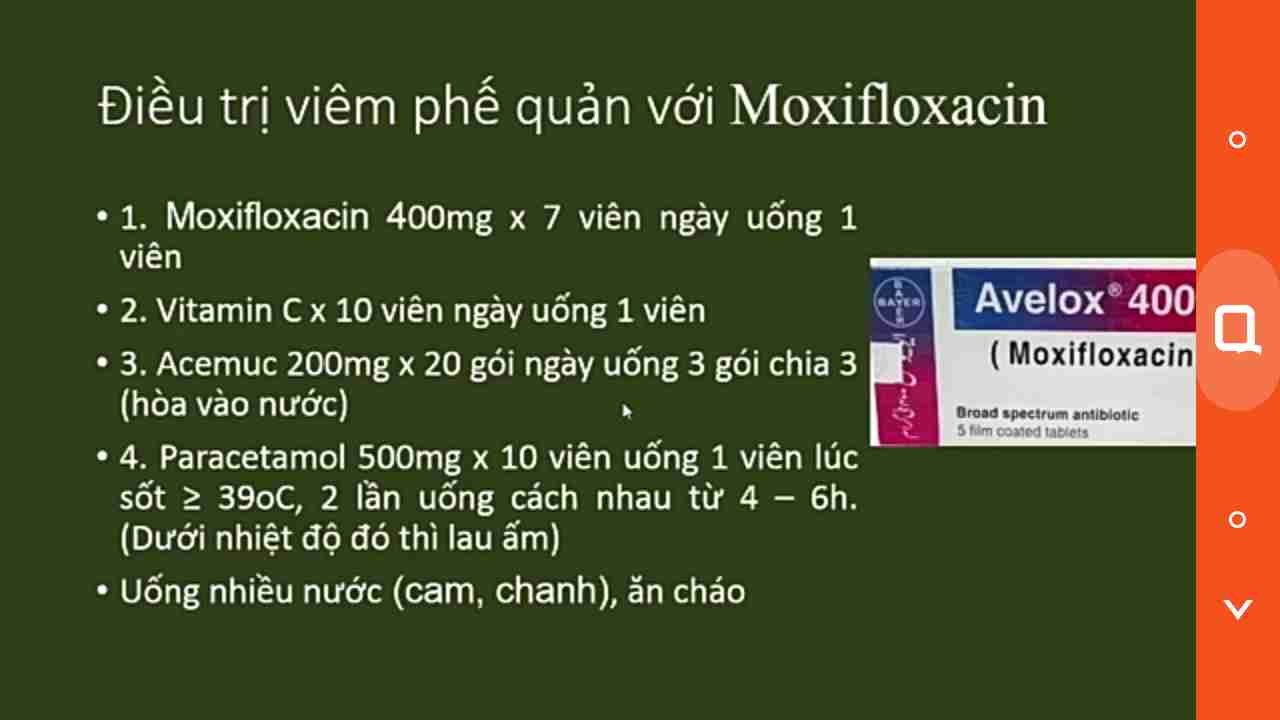 Điều trị viêm phế quản với Moxifloxacin
• 1. Moxifloxacin 400mg x 7 viên ngày uống 1
viên
• 2. Vitamin C x 10 viên ngày uống 1 viên
• 3. Acemuc 200mg x 20 gói ngày uống 3 gói chia 3
(hòa vào nước)
• 4. Paracetamol 500mg x 10 viên uống 1 viên lúc
sốt ≥ 39oC, 2 lần uống cách nhau từ 4 – 6h.
(Dưới nhiệt độ đó thì lau ấm)
• Uống nhiều nước (cam, chanh), ăn cháo
BAYER
Avelox® 400
( Moxifloxacin
Broad spectrum antibiotic
5 film coated tablets